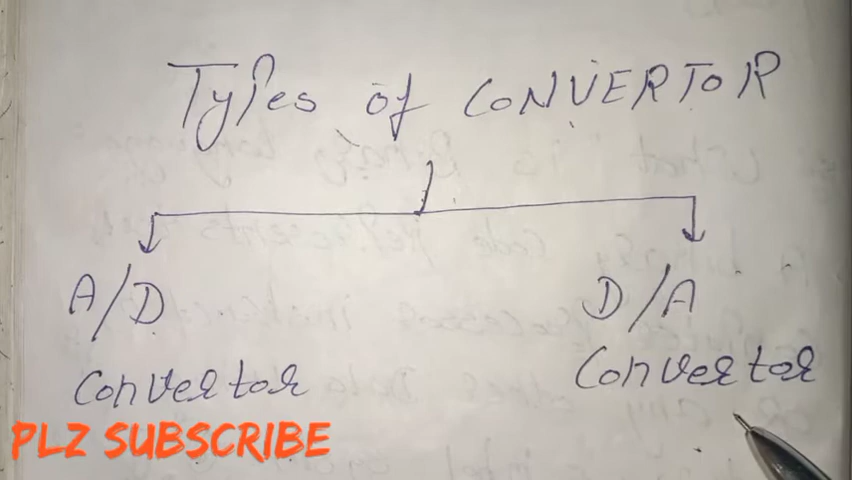 Types of CONVERTOR
A/D D/A
Convertor Convertor
PLZ SUBSCRIBE